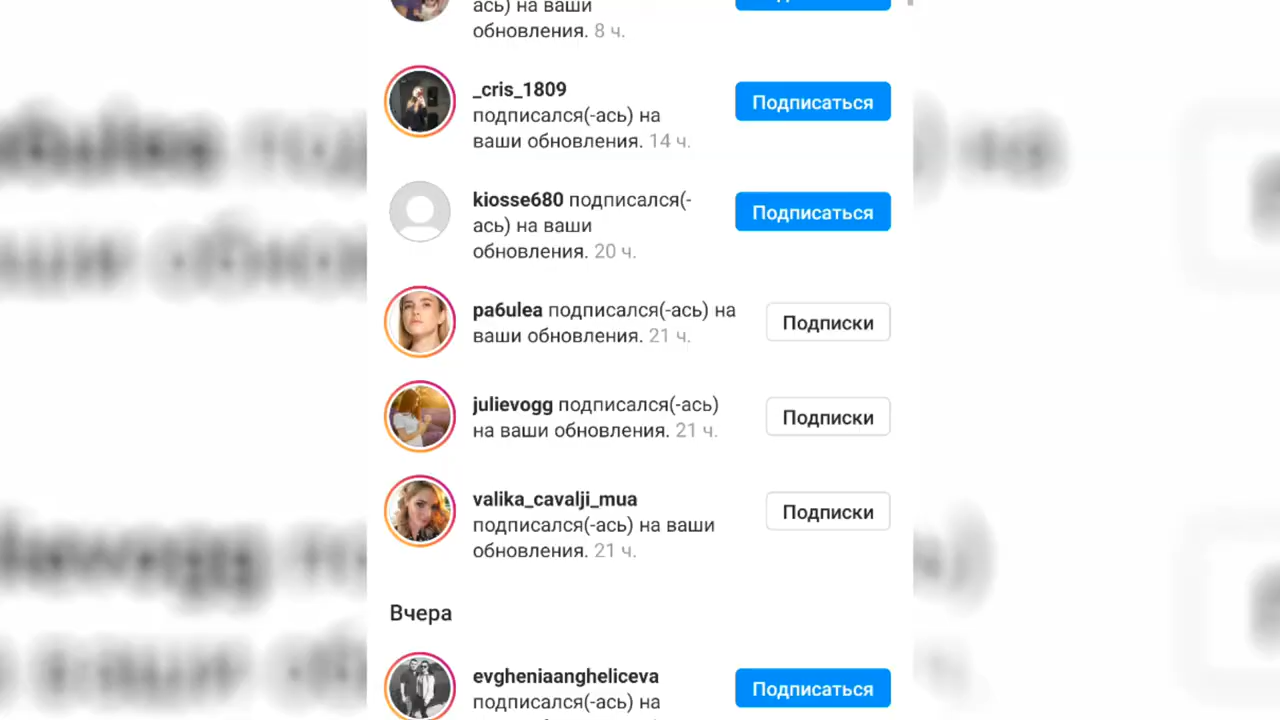 ась) на ваши
обновления. 8 ч.
_cris_1809
подписался(-ась) на
ваши обновления. 14 ч.
Подписаться
kiosse680 подписался(-
ась) на ваши
обновления. 20 ч.
Подписаться
pa6ulea подписался(-ась) на
ваши обновления. 21 ч.
Подписки
julievogg подписался(-ась)
на ваши обновления. 21 ч.
Подписки
valika_cavalji_mua
подписался(-ась) на ваши
обновления. 21 ч.
Подписки
Вчера
evgheniaangheliceva
подписался(-ась) на
Подписаться